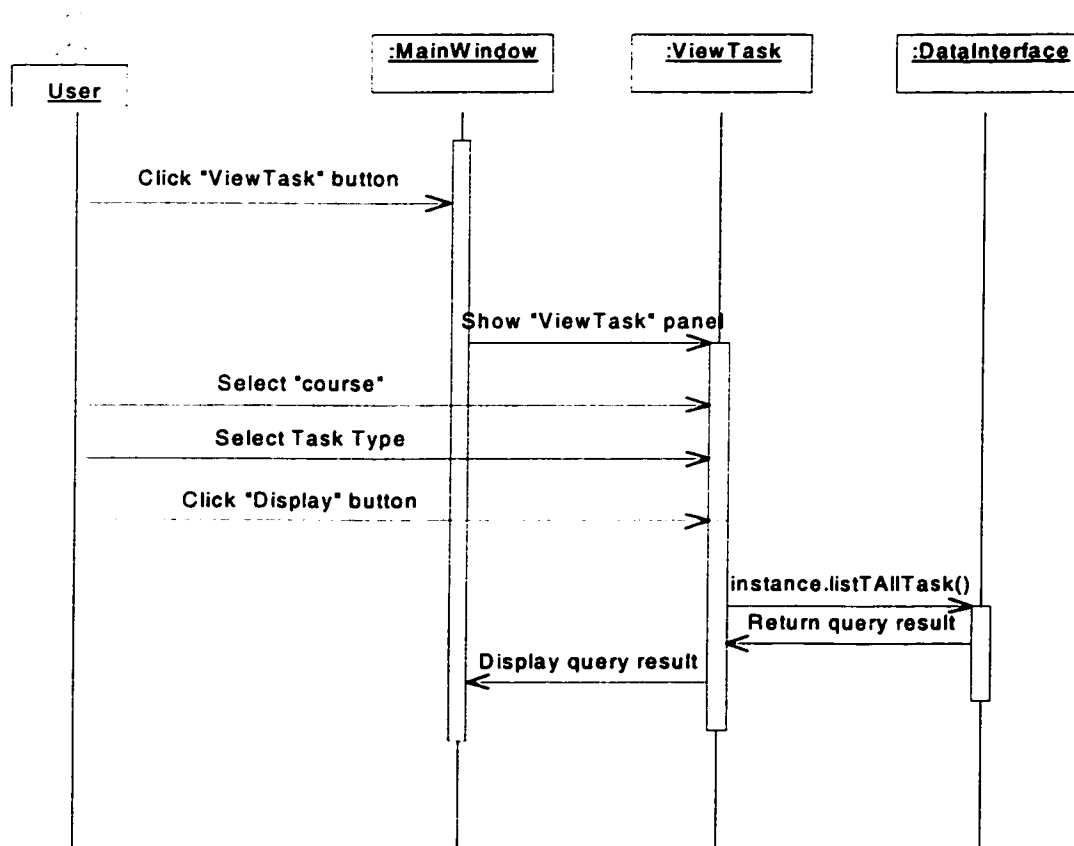 :MainWindow
:ViewTask
:DataInterface
User
Click "ViewTask" button
Show "ViewTask" panel
Select "course"
Select Task Type
Click "Display" button
instance.listTAllTask()
Return query result
Display query result